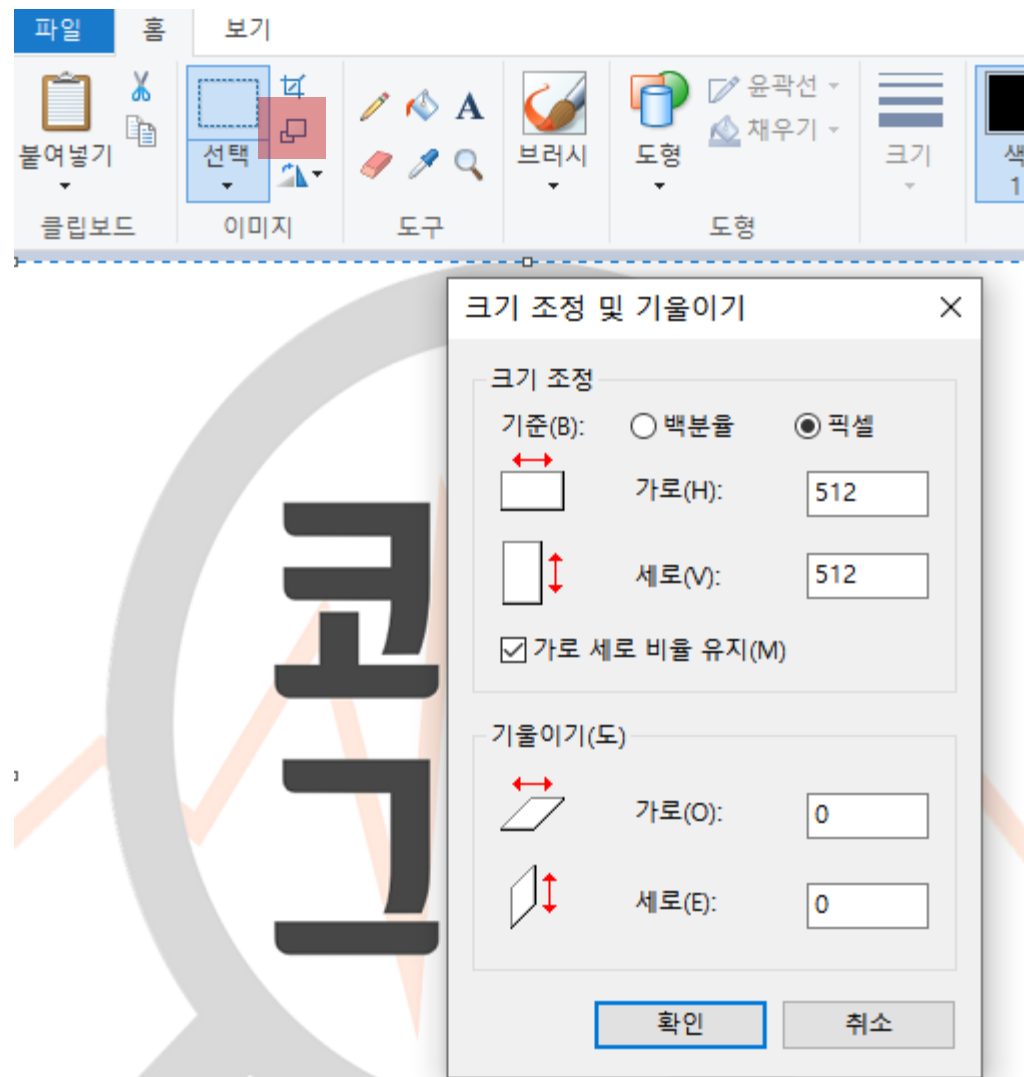 파일 홈 보기
붙여넣기 선택 브러시 도형 윤곽선 채우기 크기 색 1
클립보드 이미지 도구 도형
크기 조정 및 기울이기
크기 조정
기준(B): 백분율 픽셀
가로(H): 512
세로(V): 512
가로 세로 비율 유지(M)
기울이기(도)
가로(O): 0
세로(E): 0
확인 취소